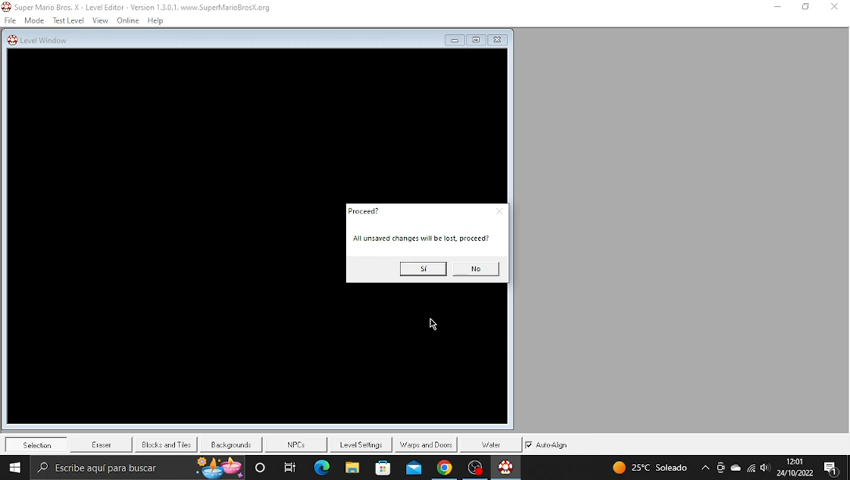 Super Mario Bros. X - Level Editor - Version 1.3.0.1. www.SuperMarioBrosX.org
File Mode Test Level View Online Help
Level Window
Proceed?
All unsaved changes will be lost, proceed?
Sí No
Selection Eraser Blocks and Tiles Backgrounds NPCs Level Settings Warps and Doors Water Auto-Align
Escribe aquí para buscar
25°C Soleado
12:01
24/10/2022
1